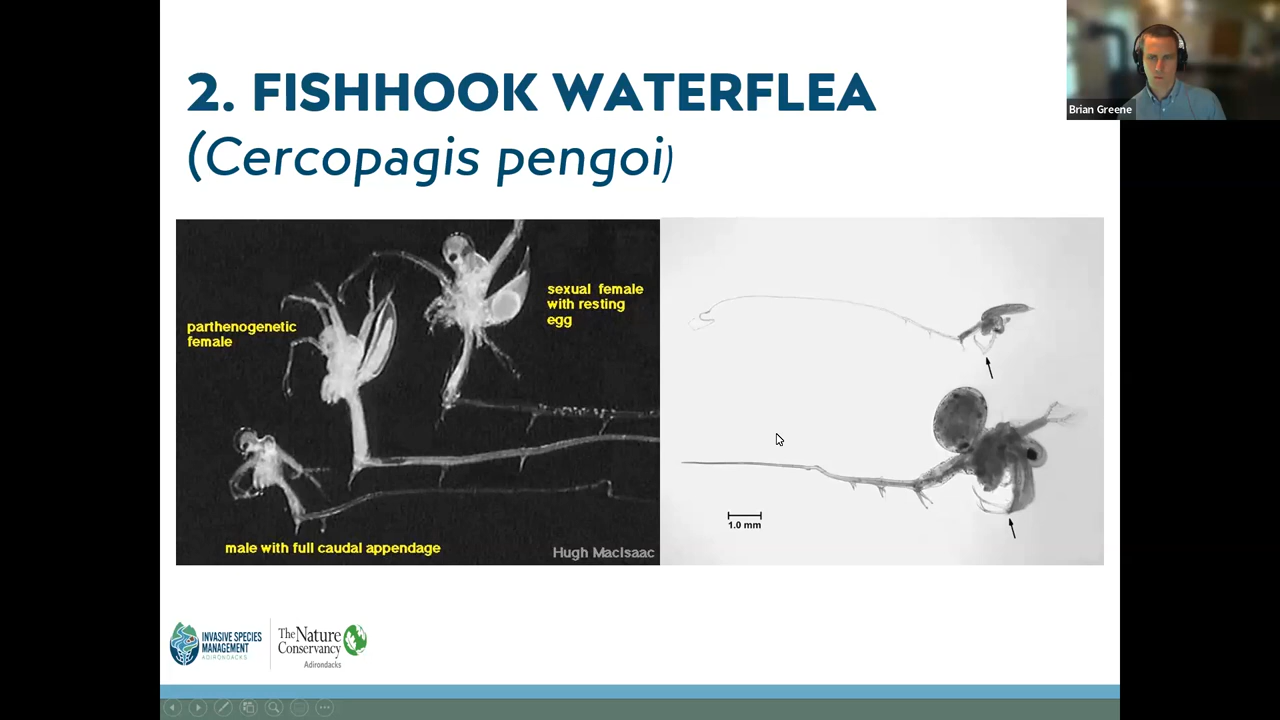 2. FISHHOOK WATERFLEA
(Cercopagis pengoi)
Brian Greene
parthenogenetic
female
sexual female
with resting
egg
male with full caudal appendage
Hugh MacIsaac
1.0 mm
INVASIVE SPECIES
MANAGEMENT
ADIRONDACKS
The Nature
Conservancy
Adirondacks